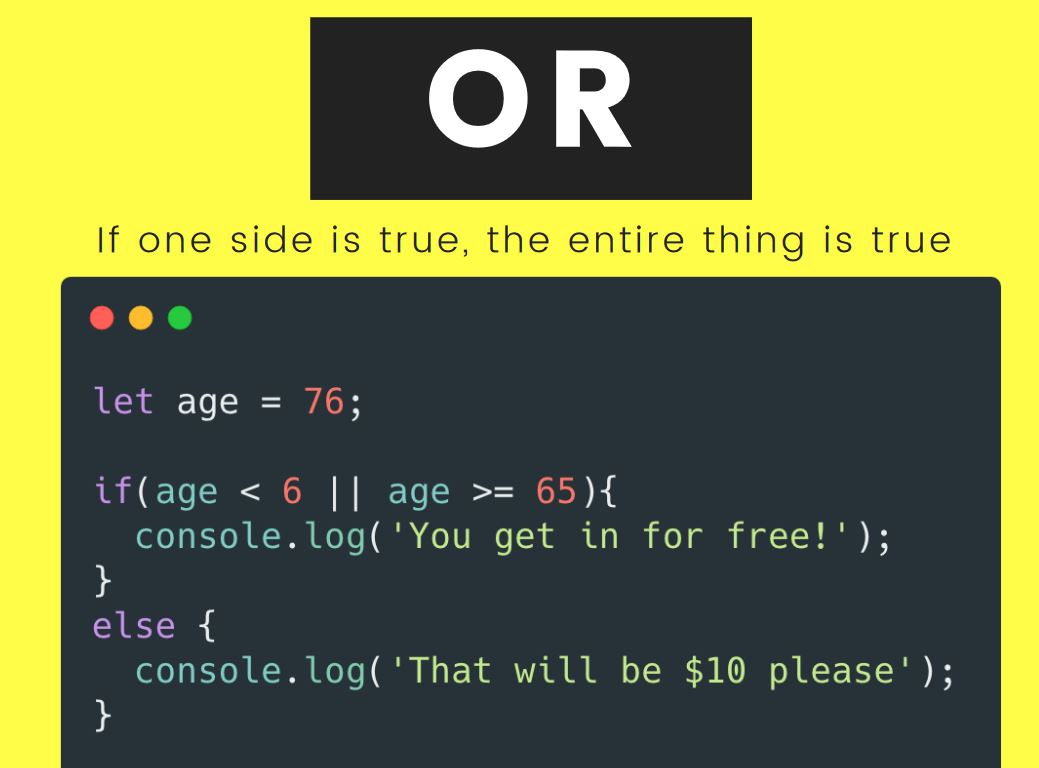 OR
If one side is true, the entire thing is true
let age = 76;
if(age < 6 || age >= 65){
  console.log('You get in for free!');
}
else {
  console.log('That will be $10 please');
}